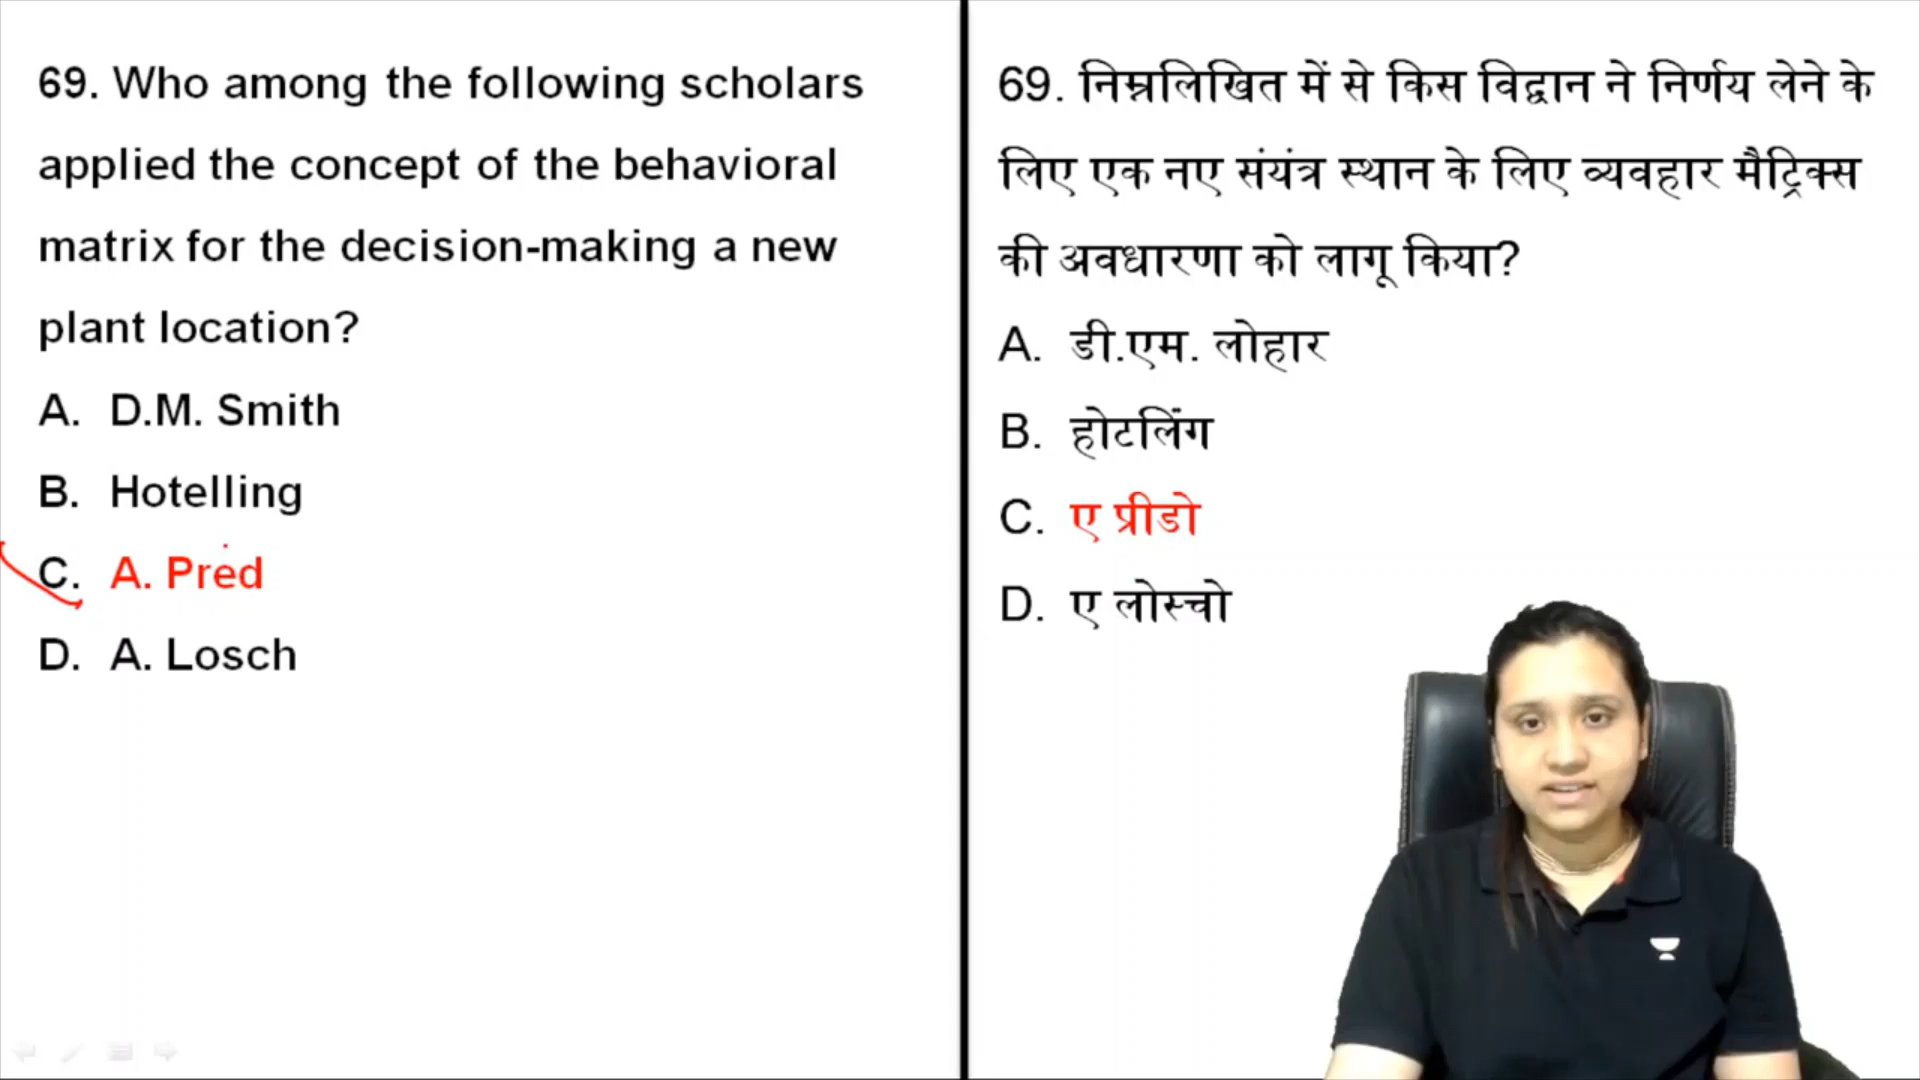 69. Who among the following scholars
applied the concept of the behavioral
matrix for the decision-making a new
plant location?
A. D.M. Smith
B. Hotelling
C. A. Pred
D. A. Losch
69. निम्नलिखित में से किस विद्वान ने निर्णय लेने के
लिए एक नए संयंत्र स्थान के लिए व्यवहार मैट्रिक्स
की अवधारणा को लागू किया?
A. डी.एम. लोहार
B. होटलिंग
C. ए प्रीडो
D. ए लोस्चो